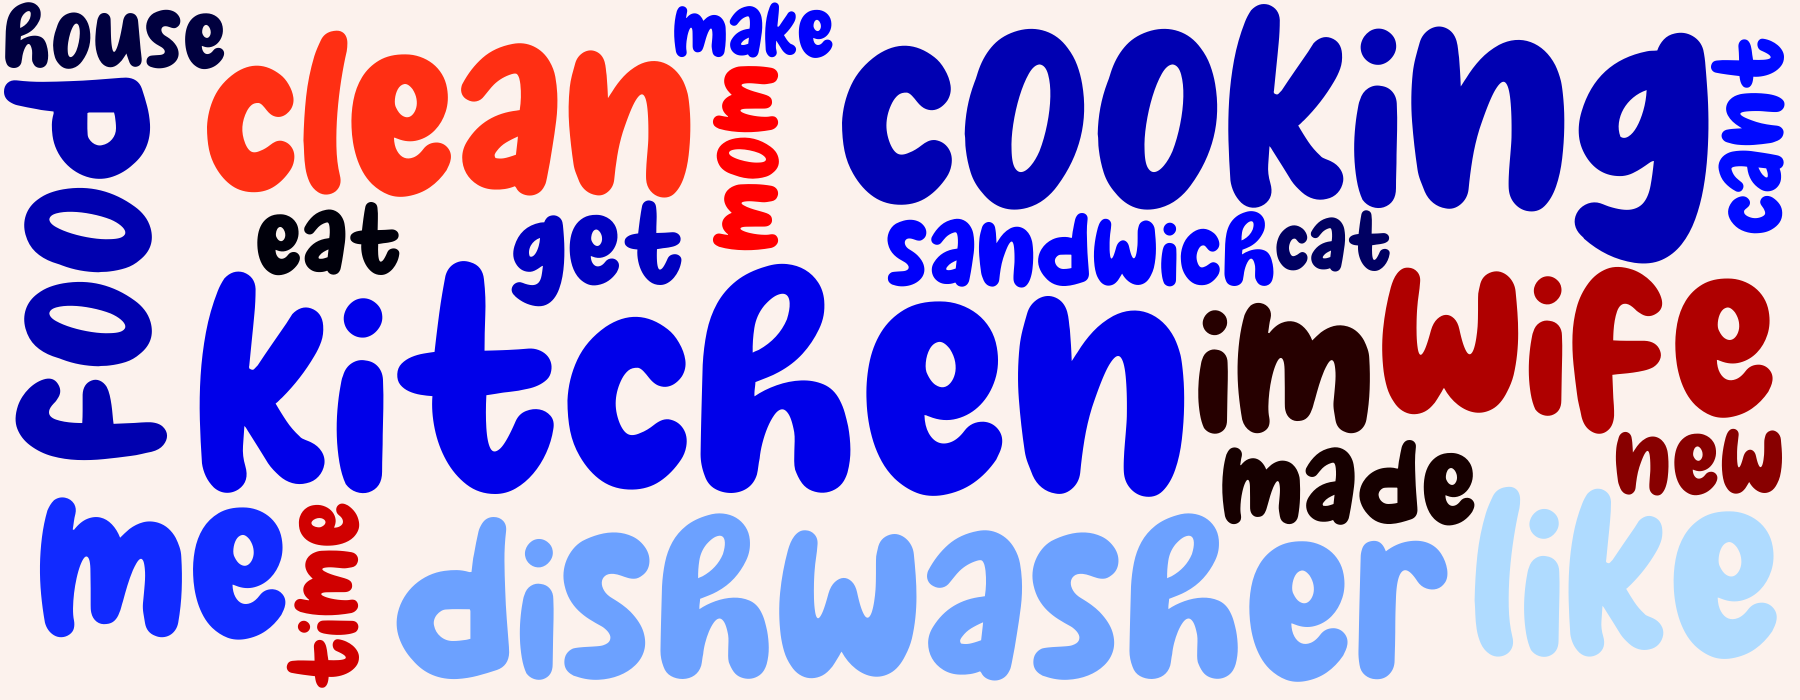 house
make
clean
mom
cooking
cant
food
eat
get
sandwich
cat
kitchen
im
wife
made
new
me
time
dishwasher
like